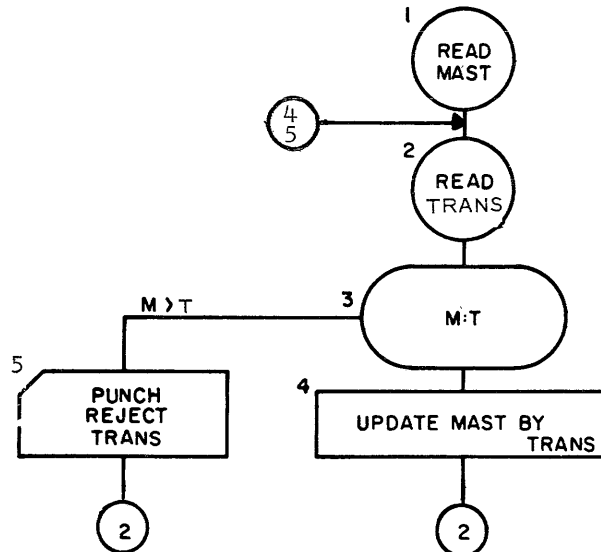 1
READ
MAST
4
5
2
READ
TRANS
M > T
3
M:T
5
PUNCH
REJECT
TRANS
4
UPDATE MAST BY
TRANS
2
2